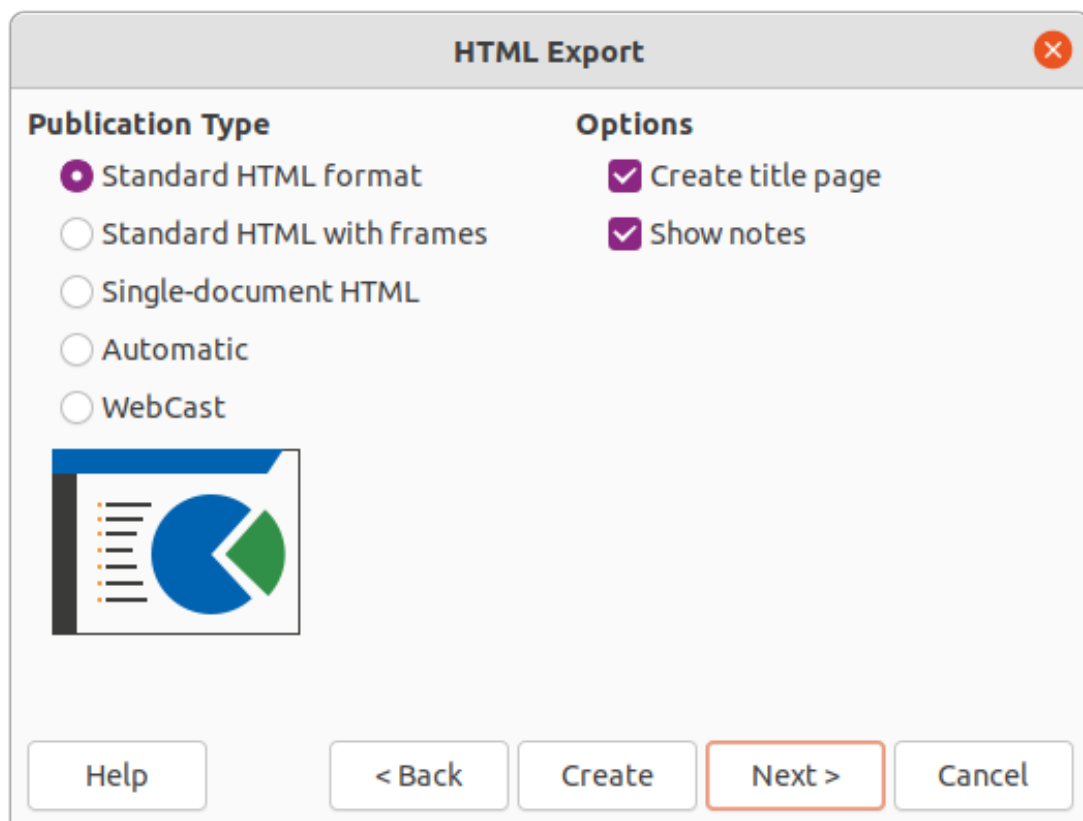 HTML Export
Publication Type
Standard HTML format
Standard HTML with frames
Single-document HTML
Automatic
WebCast
Options
Create title page
Show notes
Help
< Back
Create
Next >
Cancel